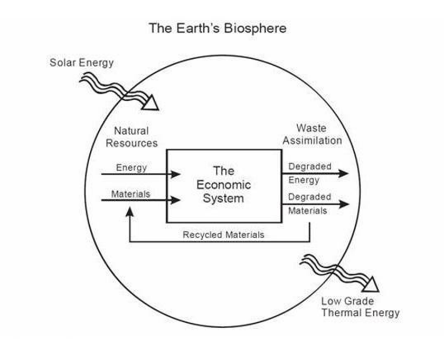 The Earth's Biosphere
Solar Energy
Natural
Resources
Waste
Assimilation
Energy
Materials
The
Economic
System
Degraded
Energy
Degraded
Materials
Recycled Materials
Low Grade
Thermal Energy